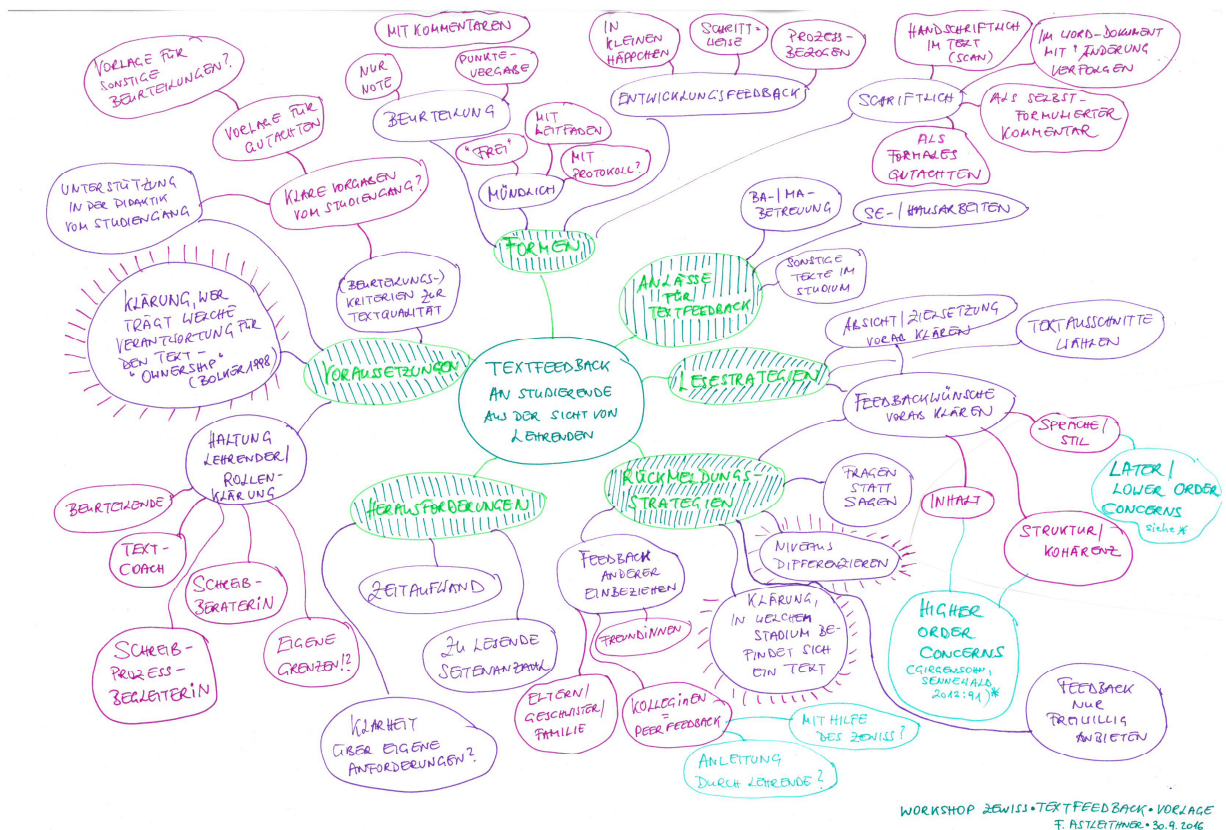 TEXTFEEDBACK
AN STUDIERENDE
AUS DER SICHT VON
LEHRENDEN
FORMEN
BEURTEILUNG
NUR
NOTE
MIT KOMMENTAREN
PUNKTE-
VERGABE
MÜNDLICH
"FREI"
MIT
LEITFADEN
MIT
PROTOKOLL?
ENTWICKLUNGSFEEDBACK
IN
KLEINEN
HÄPPCHEN
SCHRITT-
WEISE
PROZESS-
BEZOGEN
SCHRIFTLICH
HANDSCHRIFTLICH
IM TEXT
(SCAN)
IM WORD-DOKUMENT
MIT "ÄNDERUNG
VERFOLGEN
ALS SELBST-
FORMULIERTER
KOMMENTAR
ALS
FORMALES
GUTACHTEN
ANLÄSSE
FÜR
TEXTFEEDBACK
BA-/MA-
BETREUUNG
SE-/HAUSARBEITEN
SONSTIGE
TEXTE IM
STUDIUM
LESESTRATEGIEN
ABSICHT/ZIELSETZUNG
VORAB KLÄREN
TEXTAUSSCHNITTE
WÄHLEN
FEEDBACKWÜNSCHE
VORAB KLÄREN
SPRACHE/
STIL
LATER/
LOWER ORDER
CONCERNS
siehe *
INHALT
STRUKTUR/
KOHÄRENZ
HIGHER
ORDER
CONCERNS
(GIRGENSOHN,
SENNEWALD
2012:91)*
RÜCKMELDUNGS-
STRATEGIEN
FRAGEN
STATT
SAGEN
NIVEAUS
DIFFERENZIEREN
KLÄRUNG,
IN WELCHEM
STADIUM BE-
FINDET SICH
EIN TEXT
FEEDBACK
NUR
FREIWILLIG
ANBIETEN
FEEDBACK
ANDERER
EINBEZIEHEN
FREUNDINNEN
ELTERN/
GESCHWISTER/
FAMILIE
KOLLEGINNEN
=
PEERFEEDBACK
MIT HILFE
DES ZEWISS?
ANLEITUNG
DURCH LEHRENDE?
HERAUSFORDERUNGEN
ZEITAUFWAND
ZU LESENDE
SEITENANZAHL
KLARHEIT
ÜBER EIGENE
ANFORDERUNGEN?
VORAUSSETZUNGEN
(BEURTEILUNGS-)
KRITERIEN ZUR
TEXTQUALITÄT
KLARE VORGABEN
VOM STUDIENGANG?
VORLAGE FÜR
GUTACHTEN
VORLAGE FÜR
SONSTIGE
BEURTEILUNGEN?
UNTERSTÜTZUNG
IN DER DIDAKTIK
VOM STUDIENGANG
KLÄRUNG, WER
TRÄGT WELCHE
VERANTWORTUNG FÜR
DEN TEXT -
"OWNERSHIP"
(BOLKER 1998)
HALTUNG
LEHRENDER/
ROLLEN-
KLÄRUNG
BEURTEILENDE
TEXT-
COACH
SCHREIB-
BERATERIN
SCHREIB-
PROZESS-
BEGLEITERIN
EIGENE
GRENZEN!?
WORKSHOP ZEWISS•TEXTFEEDBACK•VORLAGE
F. ASTLEITHNER•30.9.2016